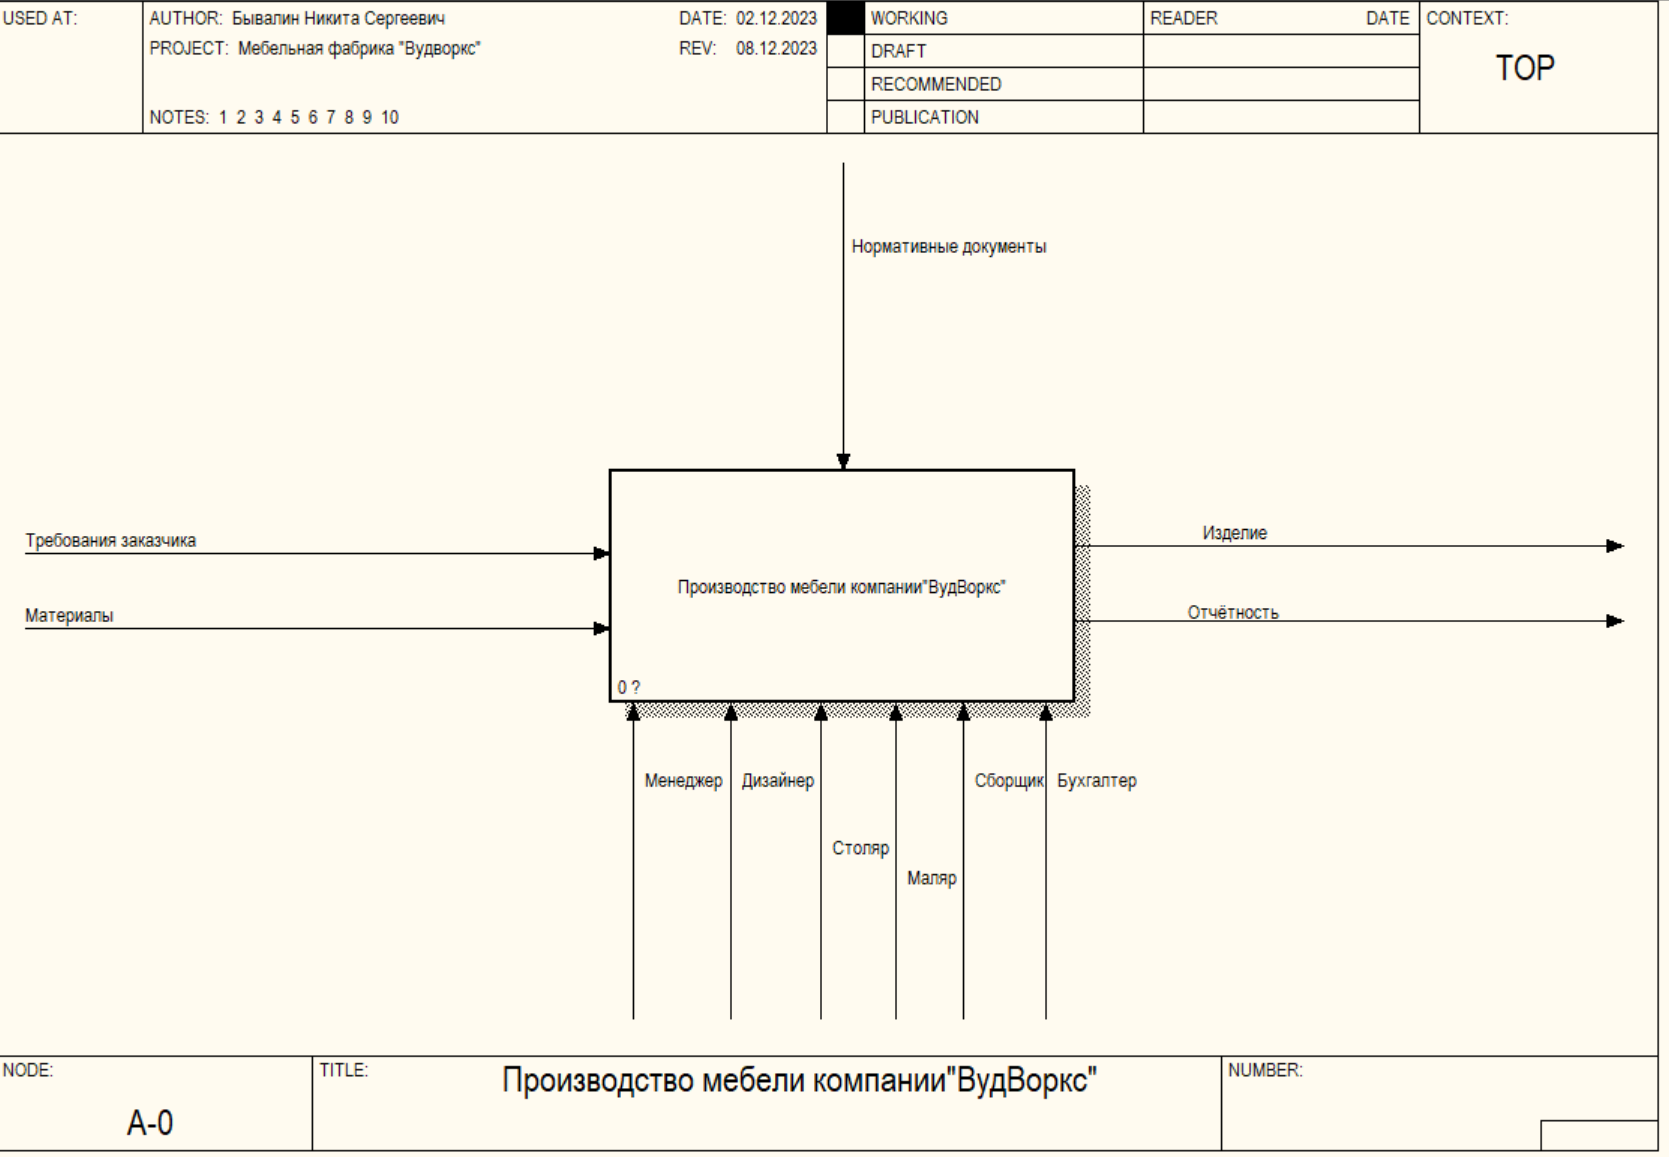 USED AT:
AUTHOR: Бывалин Никита Сергеевич
DATE: 02.12.2023
PROJECT: Мебельная фабрика "Вудворкс"
REV: 08.12.2023
NOTES: 1 2 3 4 5 6 7 8 9 10
WORKING
DRAFT
RECOMMENDED
PUBLICATION
READER
DATE
CONTEXT:
TOP
Нормативные документы
Требования заказчика
Материалы
Производство мебели компании"ВудВоркс"
0 ?
Изделие
Отчётность
Менеджер
Дизайнер
Столяр
Маляр
Сборщик
Бухгалтер
NODE:
A-0
TITLE:
Производство мебели компании"ВудВоркс"
NUMBER: